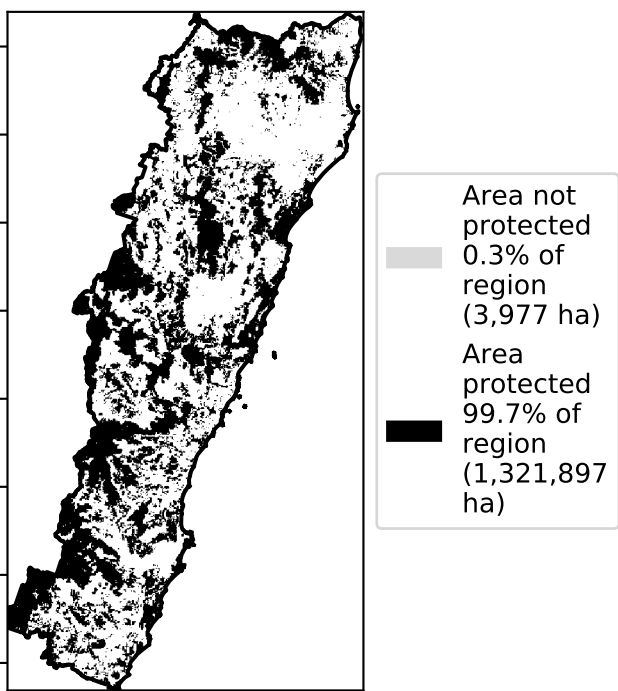 Area not
protected
0.3% of
region
(3,977 ha)
Area
protected
99.7% of
region
(1,321,897
ha)